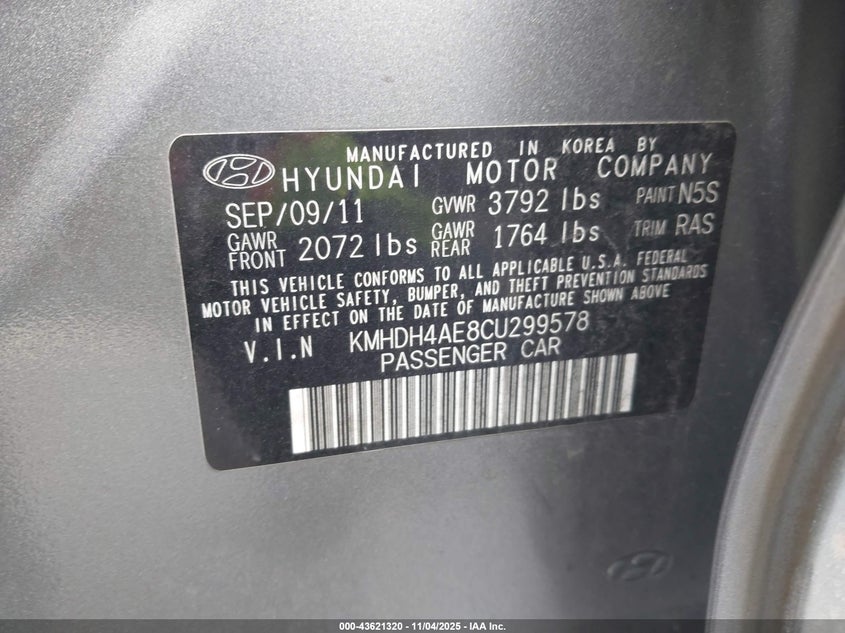 MANUFACTURED IN KOREA BY
HYUNDAI MOTOR COMPANY
SEP/09/11 GVWR 3792 lbs PAINT N5S
GAWR FRONT 2072 lbs GAWR REAR 1764 lbs TRIM RAS
THIS VEHICLE CONFORMS TO ALL APPLICABLE U.S.A. FEDERAL
MOTOR VEHICLE SAFETY, BUMPER, AND THEFT PREVENTION STANDARDS
IN EFFECT ON THE DATE OF MANUFACTURE SHOWN ABOVE
V.I.N KMHDH4AE8CU299578
PASSENGER CAR
000-43621320 - 11/04/2025 - IAA Inc.